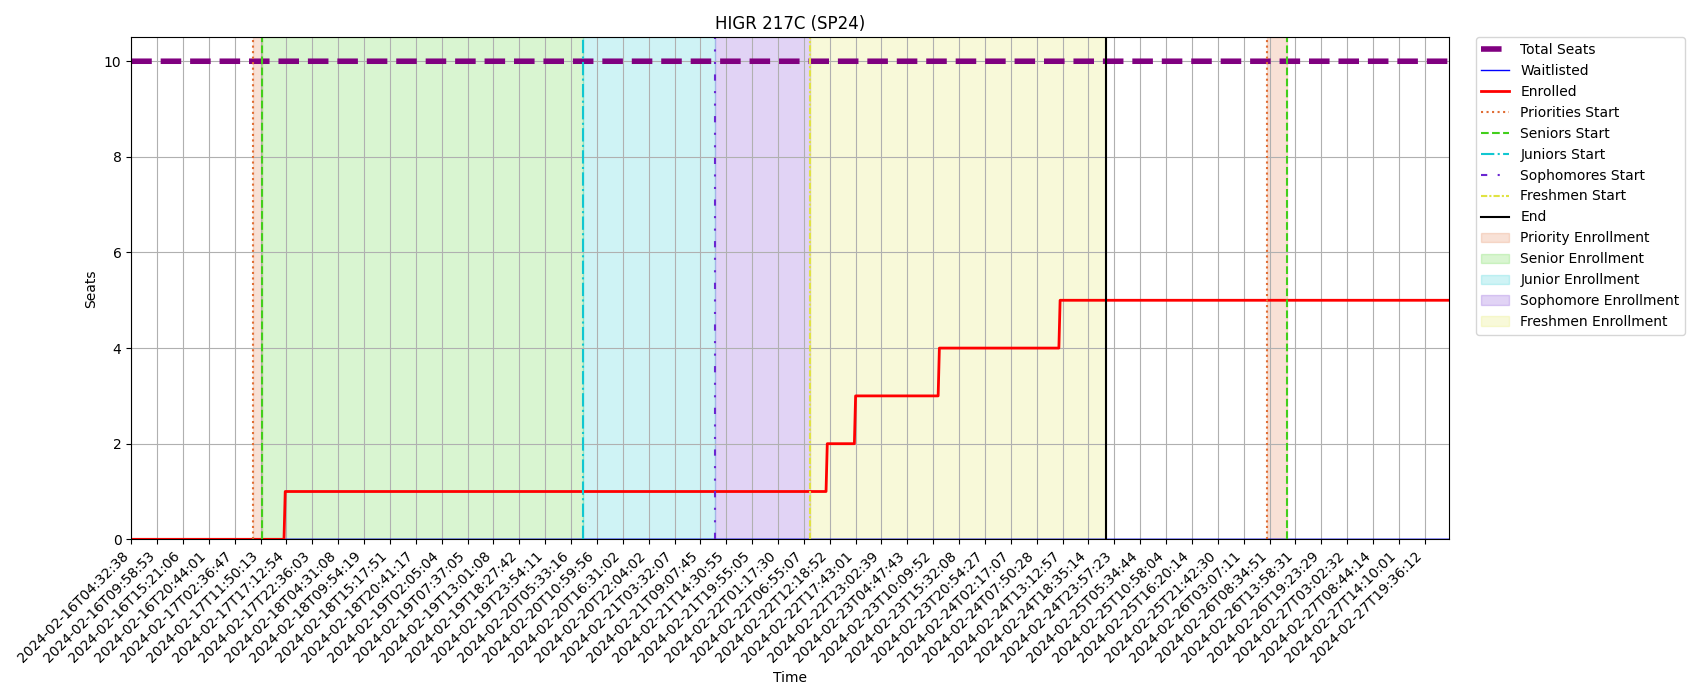 HIGR 217C (SP24)
10
8
6
4
2
0
Seats
2024-02-16T04:32:38
2024-02-16T09:58:53
2024-02-16T15:21:06
2024-02-16T20:44:01
2024-02-17T02:36:47
2024-02-17T11:50:13
2024-02-17T17:12:54
2024-02-17T22:36:03
2024-02-18T04:31:08
2024-02-18T09:54:19
2024-02-18T15:17:51
2024-02-18T20:41:17
2024-02-19T02:05:04
2024-02-19T07:37:05
2024-02-19T13:01:08
2024-02-19T18:27:42
2024-02-19T23:54:11
2024-02-20T05:33:16
2024-02-20T10:59:56
2024-02-20T16:31:02
2024-02-20T22:04:02
2024-02-21T03:32:07
2024-02-21T09:07:45
2024-02-21T14:30:55
2024-02-21T19:55:05
2024-02-22T01:17:30
2024-02-22T06:55:07
2024-02-22T12:18:52
2024-02-22T17:43:01
2024-02-22T23:02:39
2024-02-23T04:47:43
2024-02-23T10:09:52
2024-02-23T15:32:08
2024-02-23T20:54:27
2024-02-24T02:17:07
2024-02-24T07:50:28
2024-02-24T13:12:57
2024-02-24T18:35:14
2024-02-24T23:57:23
2024-02-25T05:34:44
2024-02-25T10:58:04
2024-02-25T16:20:14
2024-02-25T21:42:30
2024-02-26T03:07:11
2024-02-26T08:34:51
2024-02-26T13:58:31
2024-02-26T19:23:29
2024-02-27T03:02:32
2024-02-27T08:44:14
2024-02-27T14:10:01
2024-02-27T19:36:12
Time
Total Seats
Waitlisted
Enrolled
Priorities Start
Seniors Start
Juniors Start
Sophomores Start
Freshmen Start
End
Priority Enrollment
Senior Enrollment
Junior Enrollment
Sophomore Enrollment
Freshmen Enrollment